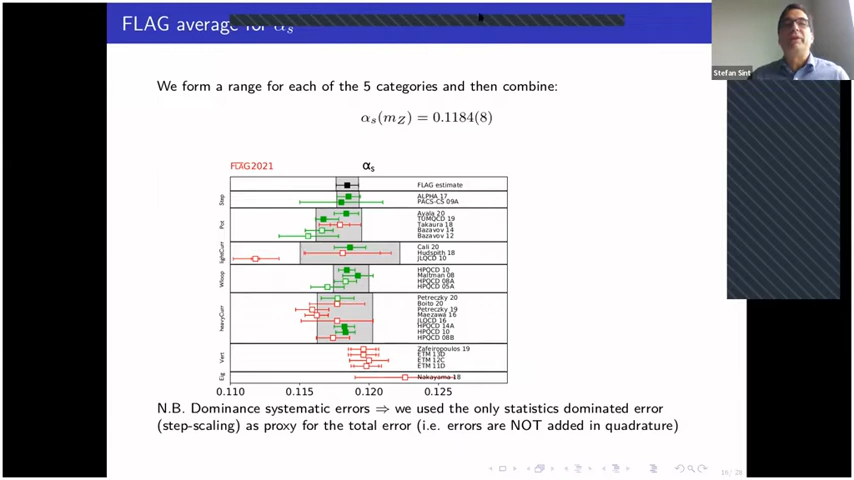 FLAG average for αs
Stefan Sint
We form a range for each of the 5 categories and then combine:
αs(mZ) = 0.1184(8)
FLAG2021
αs
FLAG estimate
Step
ALPHA 17
PACS-CS 09A
Pot
Ayala 20
TUMQCD 19
Takaura 18
Bazavov 14
Bazavov 12
lightCurr
Cali 20
Hudspith 18
JLQCD 10
Wloop
HPQCD 10
Maltman 08
HPQCD 08A
HPQCD 05A
heavyCurr
Petreczky 20
Boito 20
Petreczky 19
Maezawa 16
JLQCD 16
HPQCD 14A
HPQCD 10
HPQCD 08B
Vert
Zafeiropoulos 19
ETM 13D
ETM 12C
ETM 11D
Eig
Nakayama 18
0.110 0.115 0.120 0.125
N.B. Dominance systematic errors ⇒ we used the only statistics dominated error
(step-scaling) as proxy for the total error (i.e. errors are NOT added in quadrature)
16 / 28